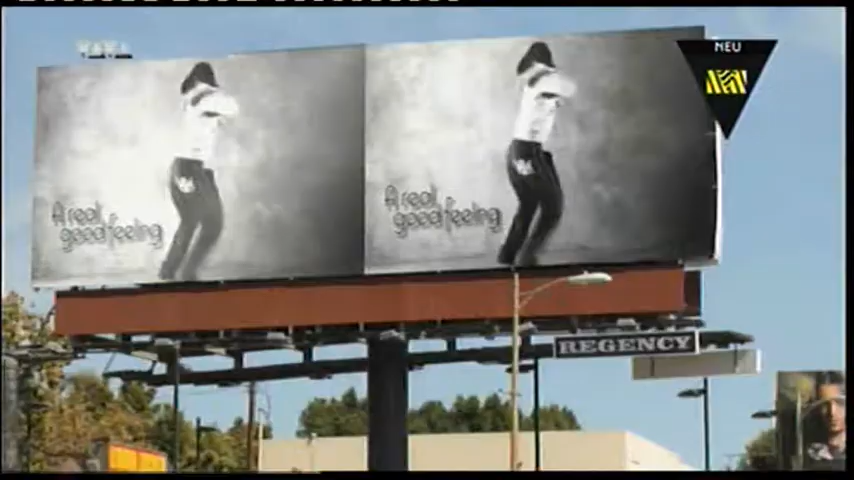 NEU
A real
good feeling
A real
good feeling
REGENCY